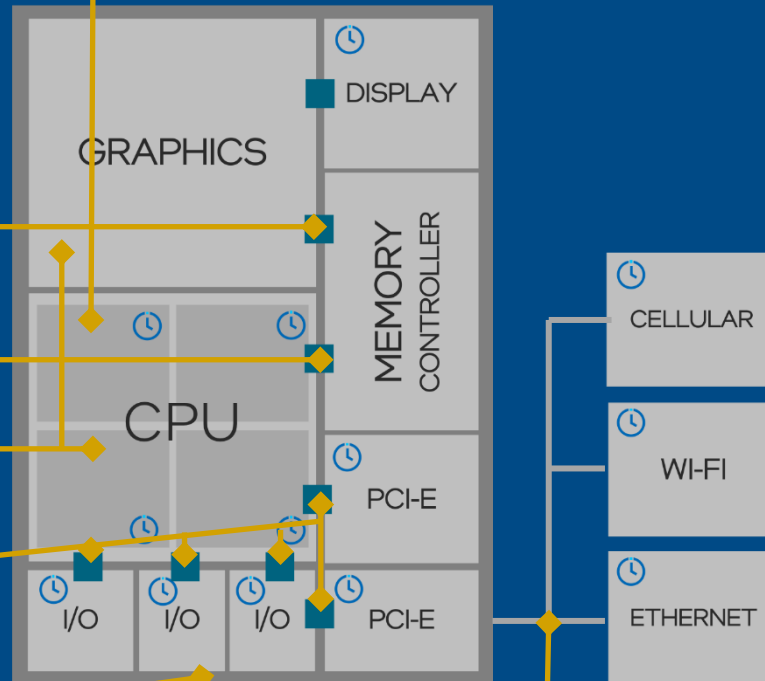 DISPLAY
GRAPHICS
MEMORY
CONTROLLER
CELLULAR
CPU
WI-FI
PCI-E
I/O
I/O
I/O
PCI-E
ETHERNET